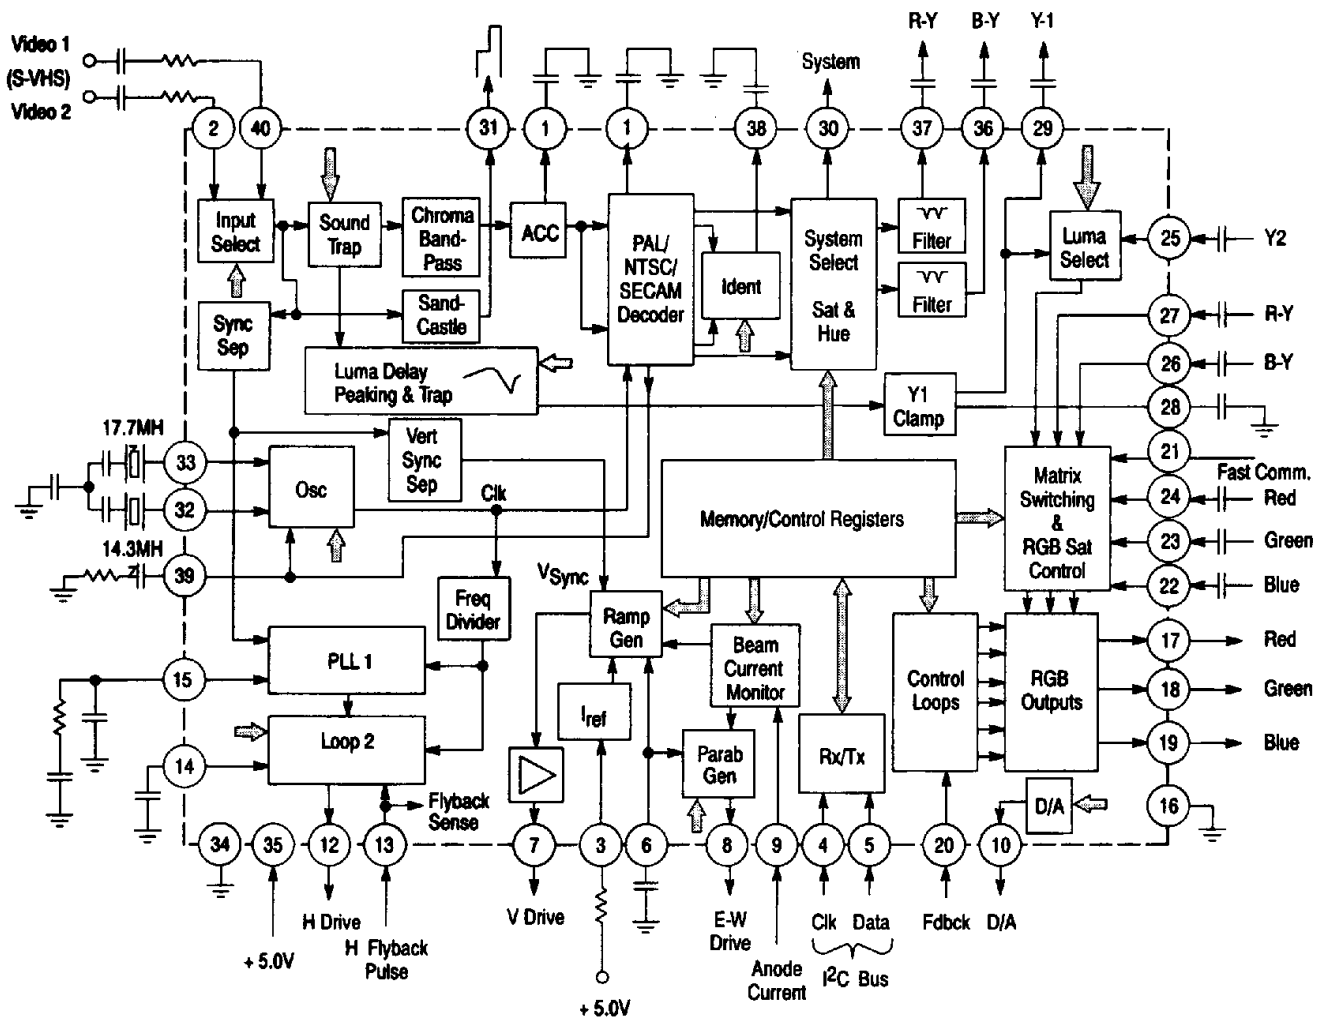 R-Y B-Y Y-1
Video 1
(S-VHS)
Video 2
System
2 40 31 1 1 38 30 37 36 29
Input
Select
Sound
Trap
Chroma
Band-
Pass
ACC
PAL/
NTSC/
SECAM
Decoder
System
Select
Sat &
Hue
Filter
Filter
Luma
Select
25 Y2
Ident
Sync
Sep
Sand-
Castle
27 R-Y
26 B-Y
Luma Delay
Peaking & Trap
Y1
Clamp
28
17.7MH
Z
33
32
Osc
Vert
Sync
Sep
Clk
21
Fast Comm.
Matrix
Switching
&
RGB Sat
Control
24 Red
23 Green
22 Blue
Memory/Control Registers
14.3MH
Z
39
VSync
Freq
Divider
Ramp
Gen
Beam
Current
Monitor
Control
Loops
RGB
Outputs
17 Red
18 Green
19 Blue
15
PLL 1
Iref
14
Loop 2
Parab
Gen
Rx/Tx
D/A
16
Flyback
Sense
34 35 12 13 7 3 6 8 9 4 5 20 10
H Drive
+ 5.0V
H Flyback
Pulse
V Drive
+ 5.0V
E-W
Drive
Anode
Current
Clk Data
I2C Bus
Fdbck D/A